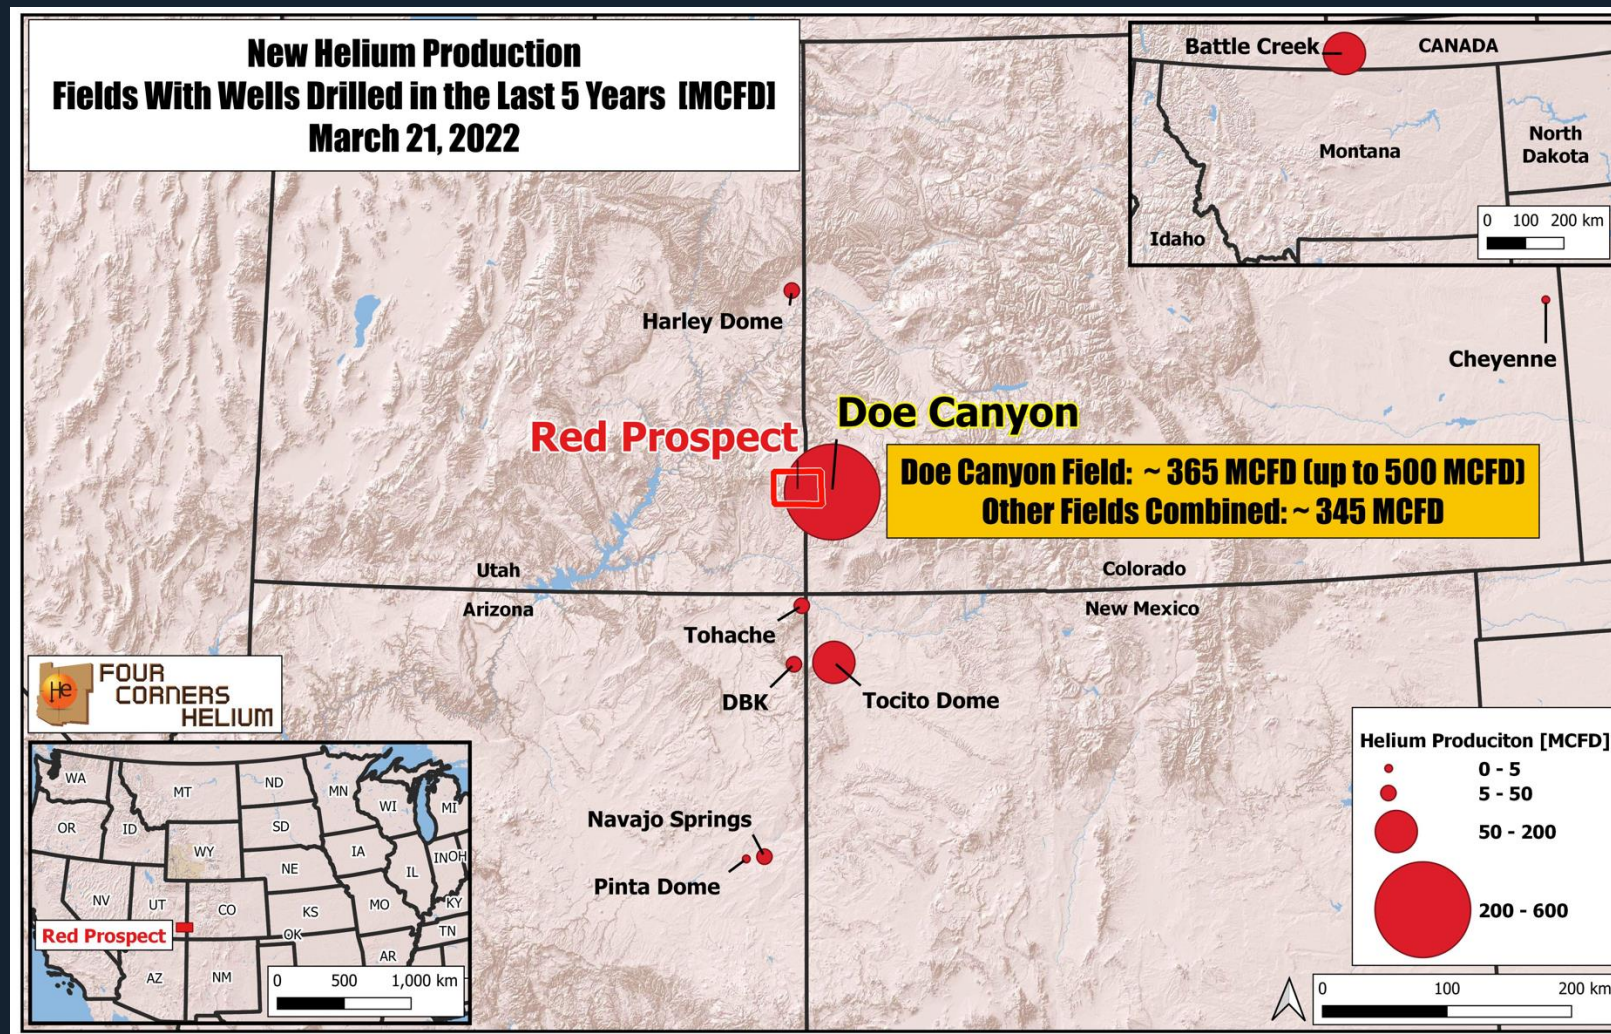 New Helium Production
Fields With Wells Drilled in the Last 5 Years [MCFD]
March 21, 2022
Battle Creek
CANADA
Montana
North
Dakota
Idaho
0 100 200 km
Harley Dome
Cheyenne
Red Prospect
Doe Canyon
Doe Canyon Field: ~ 365 MCFD (up to 500 MCFD)
Other Fields Combined: ~ 345 MCFD
Utah
Colorado
Arizona
New Mexico
Tohache
DBK
Tocito Dome
Navajo Springs
Pinta Dome
He
FOUR
CORNERS
HELIUM
WA
MT
ND
MN
WI
MI
OR
ID
SD
WY
IA
NE
IL
IN
OH
NV
UT
CO
KS
MO
KY
Red Prospect
OK
TN
AZ
NM
AR
0 500 1,000 km
Helium Produciton [MCFD]
0 - 5
5 - 50
50 - 200
200 - 600
0 100 200 km